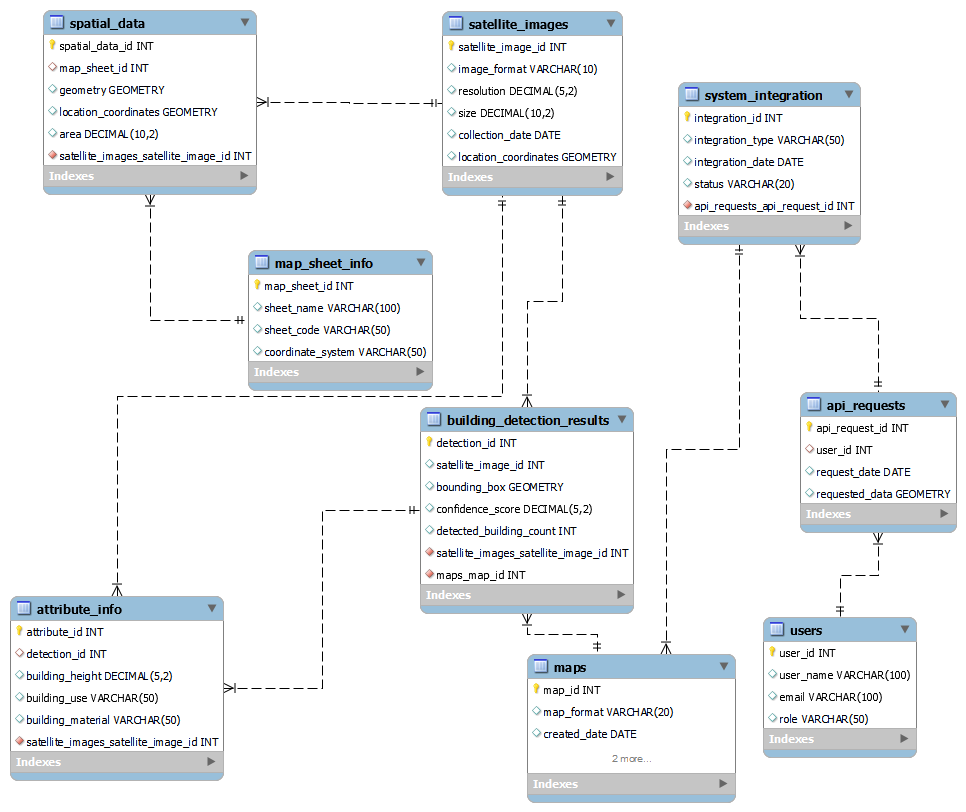 spatial_data
spatial_data_id INT
map_sheet_id INT
geometry GEOMETRY
location_coordinates GEOMETRY
area DECIMAL(10,2)
satellite_images_satellite_image_id INT
Indexes
satellite_images
satellite_image_id INT
image_format VARCHAR(10)
resolution DECIMAL(5,2)
size DECIMAL(10,2)
collection_date DATE
location_coordinates GEOMETRY
Indexes
system_integration
integration_id INT
integration_type VARCHAR(50)
integration_date DATE
status VARCHAR(20)
api_requests_api_request_id INT
Indexes
map_sheet_info
map_sheet_id INT
sheet_name VARCHAR(100)
sheet_code VARCHAR(50)
coordinate_system VARCHAR(50)
Indexes
building_detection_results
detection_id INT
satellite_image_id INT
bounding_box GEOMETRY
confidence_score DECIMAL(5,2)
detected_building_count INT
satellite_images_satellite_image_id INT
maps_map_id INT
Indexes
api_requests
api_request_id INT
user_id INT
request_date DATE
requested_data GEOMETRY
Indexes
attribute_info
attribute_id INT
detection_id INT
building_height DECIMAL(5,2)
building_use VARCHAR(50)
building_material VARCHAR(50)
satellite_images_satellite_image_id INT
Indexes
maps
map_id INT
map_format VARCHAR(20)
created_date DATE
2 more...
Indexes
users
user_id INT
user_name VARCHAR(100)
email VARCHAR(100)
role VARCHAR(50)
Indexes